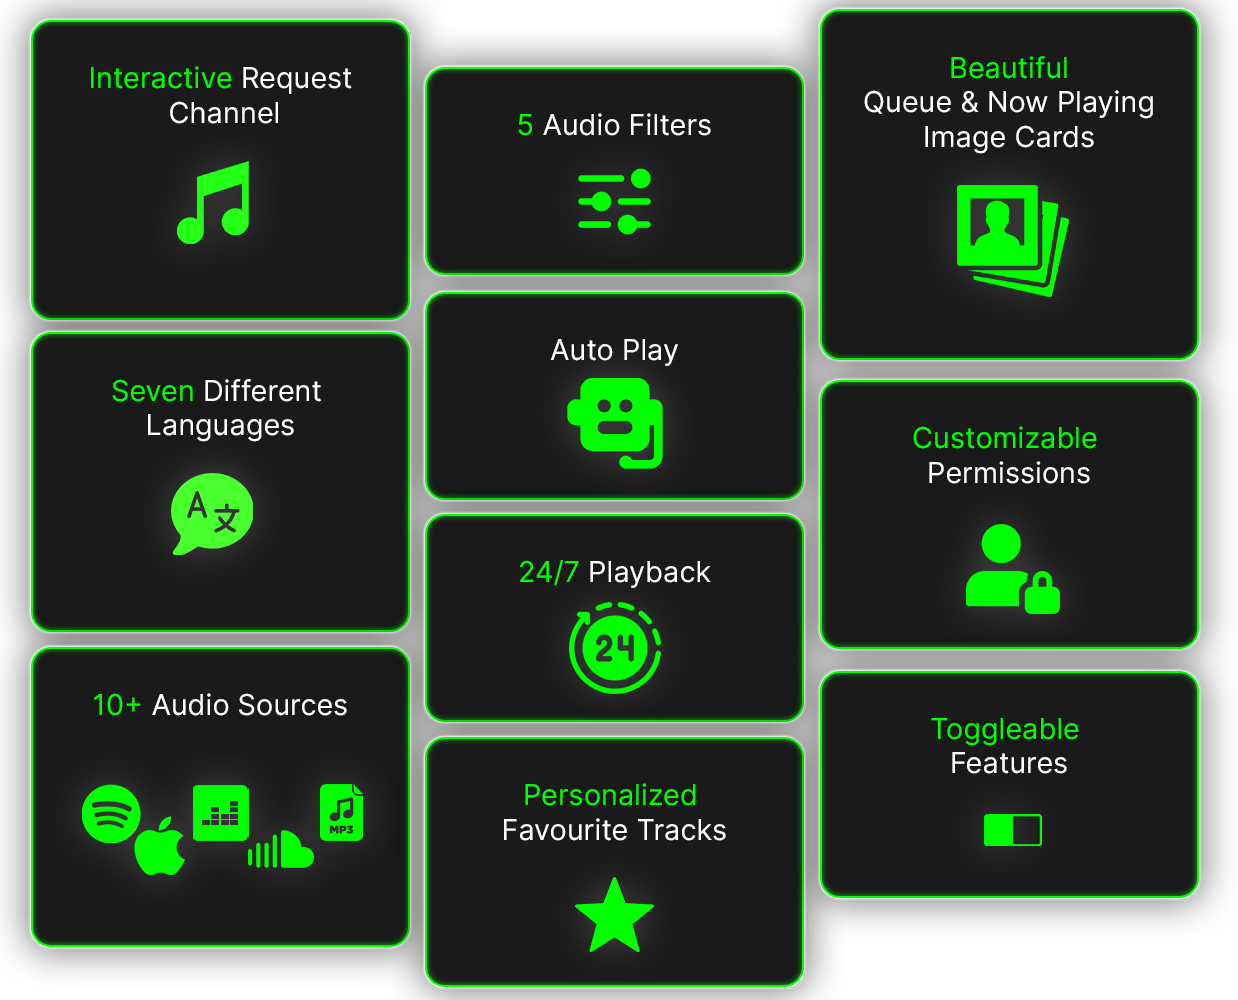 Interactive Request
Channel
Seven Different
Languages
A 文
10+ Audio Sources
MP3
5 Audio Filters
Auto Play
24/7 Playback
24
Personalized
Favourite Tracks
Beautiful
Queue & Now Playing
Image Cards
Customizable
Permissions
Toggleable
Features